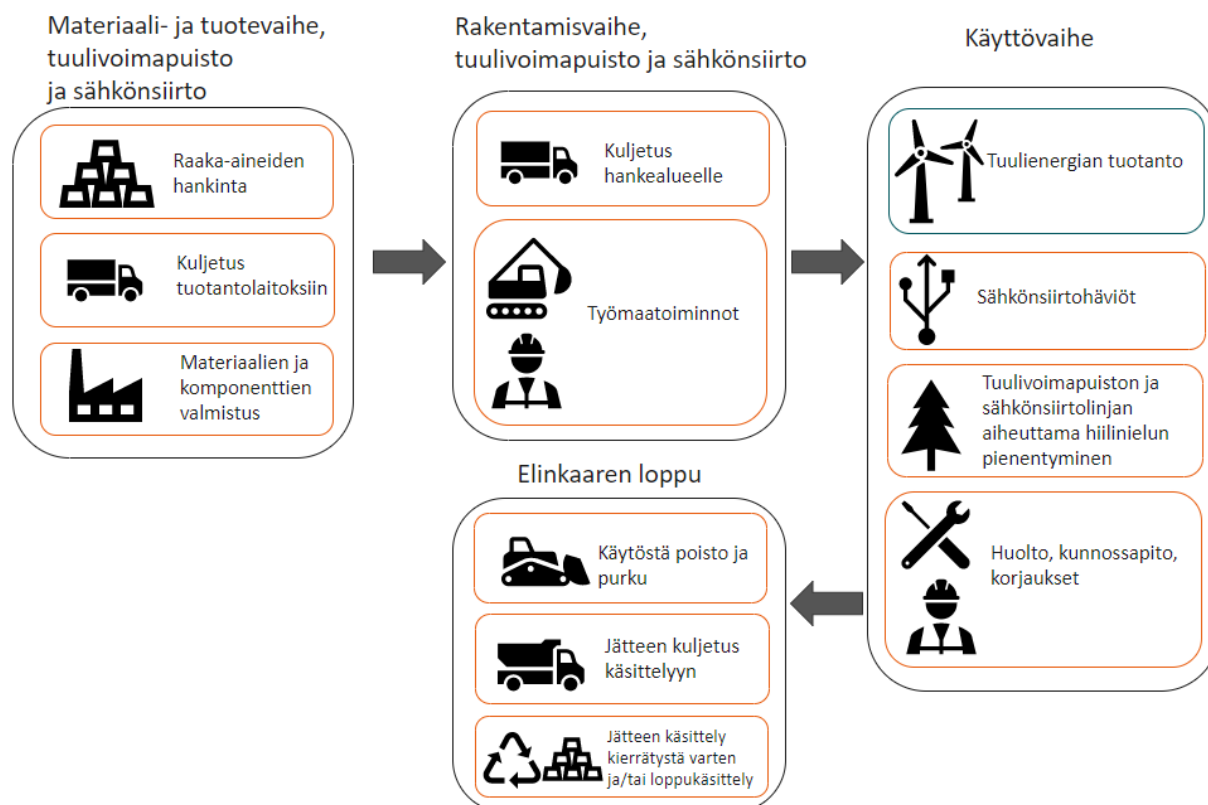 Materiaali- ja tuotevaihe,
tuulivoimapuisto
ja sähkönsiirto
Raaka-aineiden
hankinta
Kuljetus
tuotantolaitoksiin
Materiaalien ja
komponenttien
valmistus
Rakentamisvaihe,
tuulivoimapuisto ja sähkönsiirto
Kuljetus
hankealueelle
Työmaatoiminnot
Käyttövaihe
Tuulienergian tuotanto
Sähkönsiirtohäviöt
Tuulivoimapuiston ja
sähkönsiirtolinjan
aiheuttama hiilinielun
pienentyminen
Huolto, kunnossapito,
korjaukset
Elinkaaren loppu
Käytöstä poisto ja
purku
Jätteen kuljetus
käsittelyyn
Jätteen käsittely
kierrätystä varten
ja/tai loppukäsittely